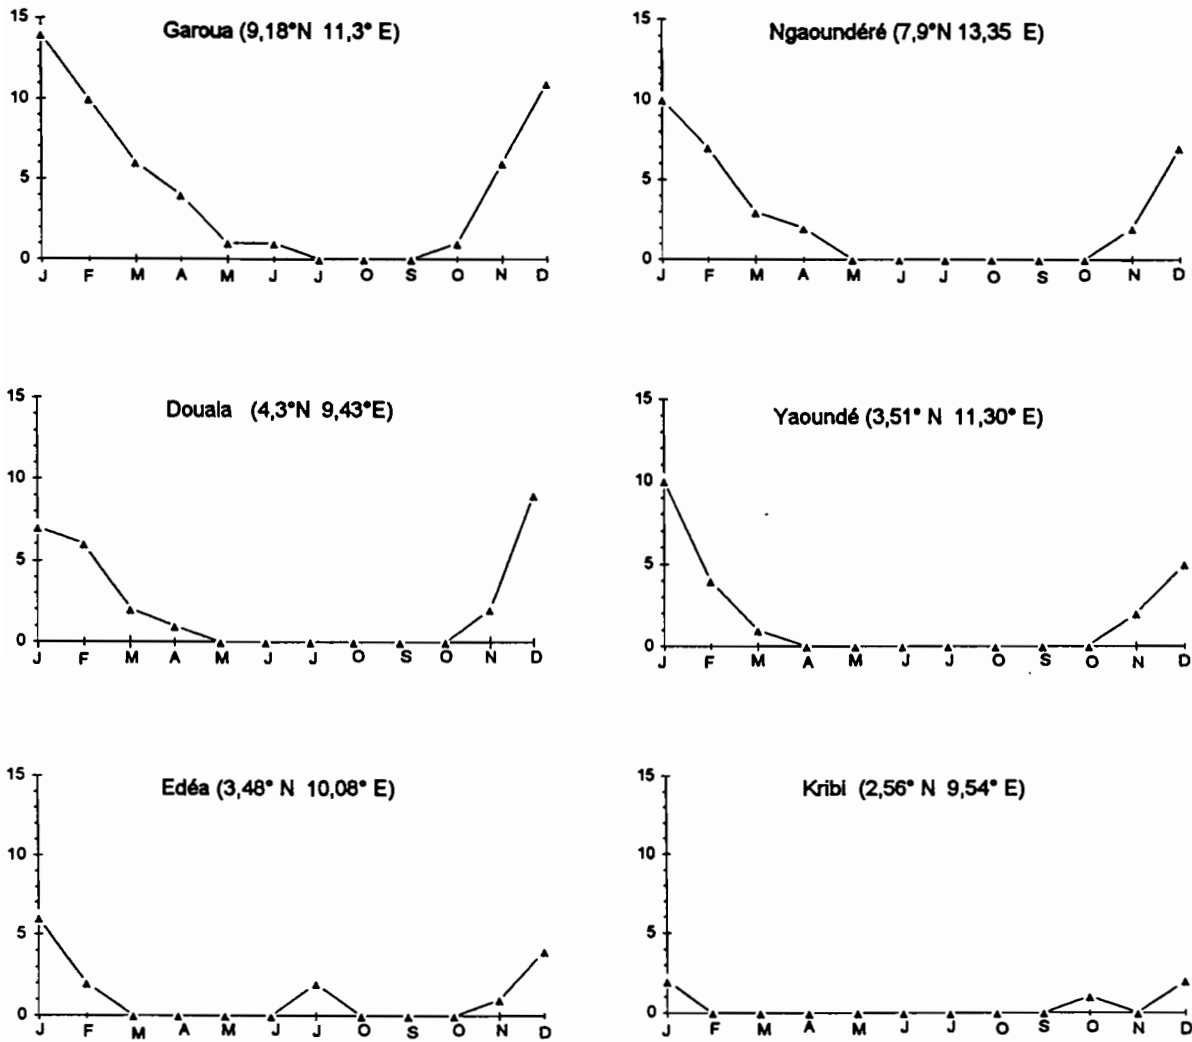 Garoua (9,18°N 11,3° E)
15
10
5
0
J F M A M J J O S O N D
Ngaoundéré (7,9°N 13,35 E)
15
10
5
0
J F M A M J J O S O N D
Douala (4,3°N 9,43°E)
15
10
5
0
J F M A M J J O S O N D
Yaoundé (3,51° N 11,30° E)
15
10
5
0
J F M A M J J O S O N D
Edéa (3,48° N 10,08° E)
15
10
5
0
J F M A M J J O S O N D
Kribi (2,56° N 9,54° E)
15
10
5
0
J F M A M J J O S O N D